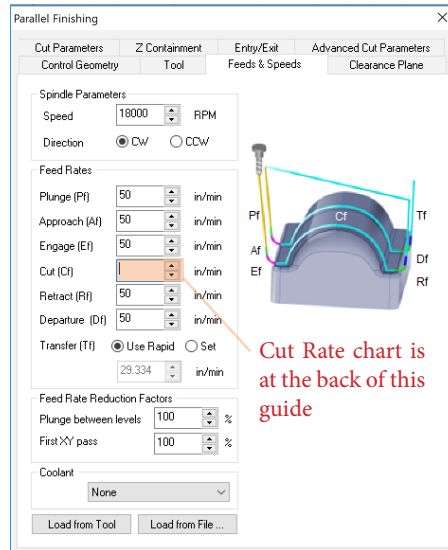 Parallel Finishing
Cut Parameters Z Containment Entry/Exit Advanced Cut Parameters
Control Geometry Tool Feeds & Speeds Clearance Plane
Spindle Parameters
Speed 18000 RPM
Direction CW CCW
Feed Rates
Plunge (Pf) 50 in/min
Approach (Af) 50 in/min
Engage (Ef) 50 in/min
Cut (Cf) in/min
Retract (Rf) 50 in/min
Departure (Df) 50 in/min
Transfer (Tf) Use Rapid Set
29.334 in/min
Pf Cf Tf
Af Df
Ef Rf
Cut Rate chart is
at the back of this
guide
Feed Rate Reduction Factors
Plunge between levels 100 %
First XY pass 100 %
Coolant
None
Load from Tool Load from File ...